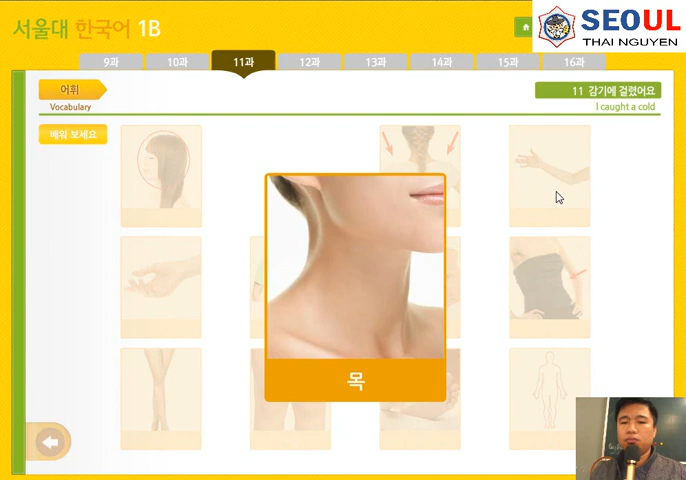 서울대 한국어 1B
SEOUL
THAI NGUYEN
9과 10과 11과 12과 13과 14과 15과 16과
어휘
Vocabulary
11 감기에 걸렸어요
I caught a cold
배워 보세요
목